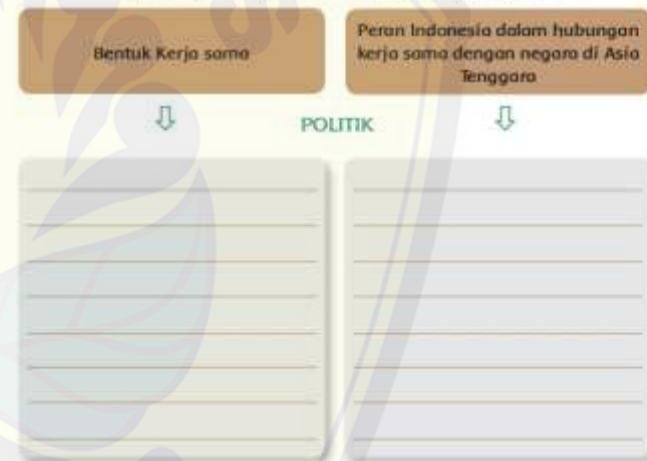 Bentuk Kerja sama
Peran Indonesia dalam hubungan
kerja sama dengan negara di Asia
Tenggara
POLITIK